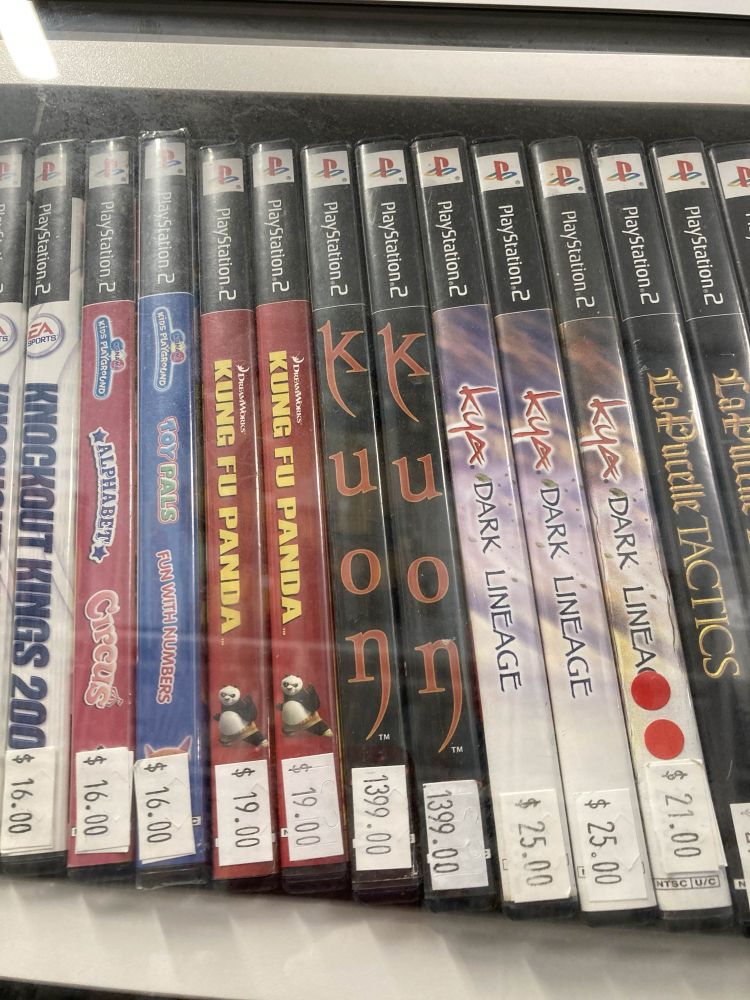 PlayStation.2
EA
SPORTS
KNOCKOUT KINGS 200
$ 16.00
PlayStation.2
KIDS PLAYGROUND
ALPHABET
CIRCUS
$ 16.00
PlayStation.2
KIDS PLAYGROUND
TOY PALS
FUN WITH NUMBERS
$ 16.00
PlayStation.2
DREAMWORKS
KUNG FU PANDA
$ 19.00
PlayStation.2
DREAMWORKS
KUNG FU PANDA
$ 19.00
PlayStation.2
Kuon
TM
1399.00
PlayStation.2
Kuon
TM
1399.00
PlayStation.2
Kya: DARK LINEAGE
$ 25.00
PlayStation.2
Kya: DARK LINEAGE
$ 25.00
PlayStation.2
Kya: DARK LINEA
$ 21.00
NTSC U/C
PlayStation.2
La Pucelle TACTICS
PlayStation.2
La Pucelle